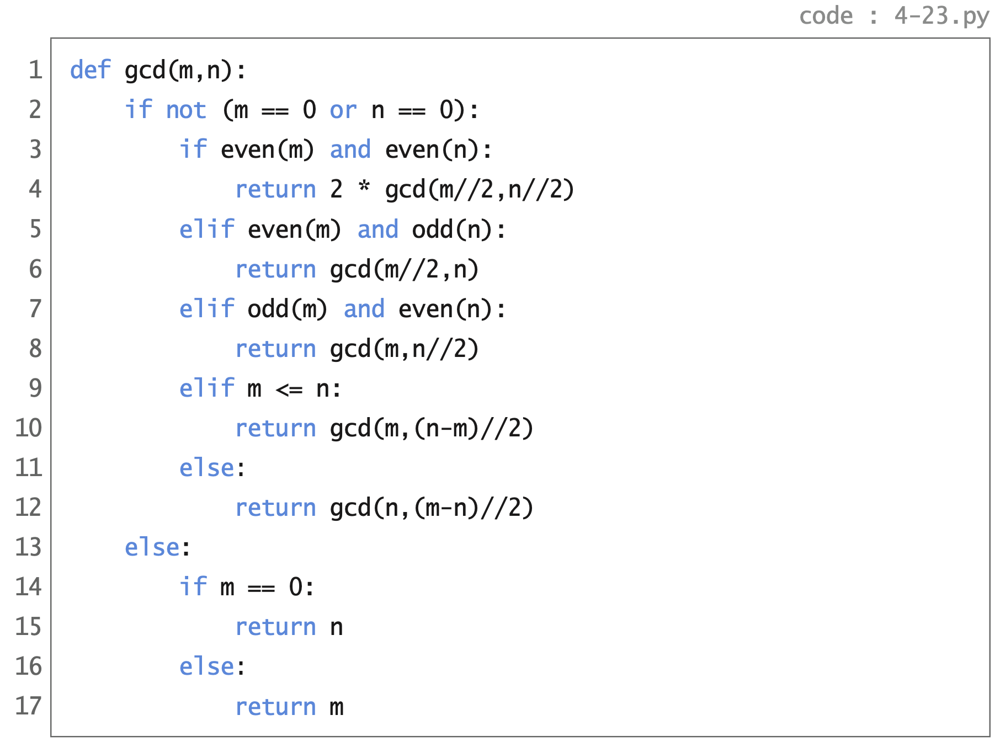 code : 4-23.py
1 def gcd(m,n):
2     if not (m == 0 or n == 0):
3         if even(m) and even(n):
4             return 2 * gcd(m//2,n//2)
5         elif even(m) and odd(n):
6             return gcd(m//2,n)
7         elif odd(m) and even(n):
8             return gcd(m,n//2)
9         elif m <= n:
10             return gcd(m,(n-m)//2)
11         else:
12             return gcd(n,(m-n)//2)
13     else:
14         if m == 0:
15             return n
16         else:
17             return m